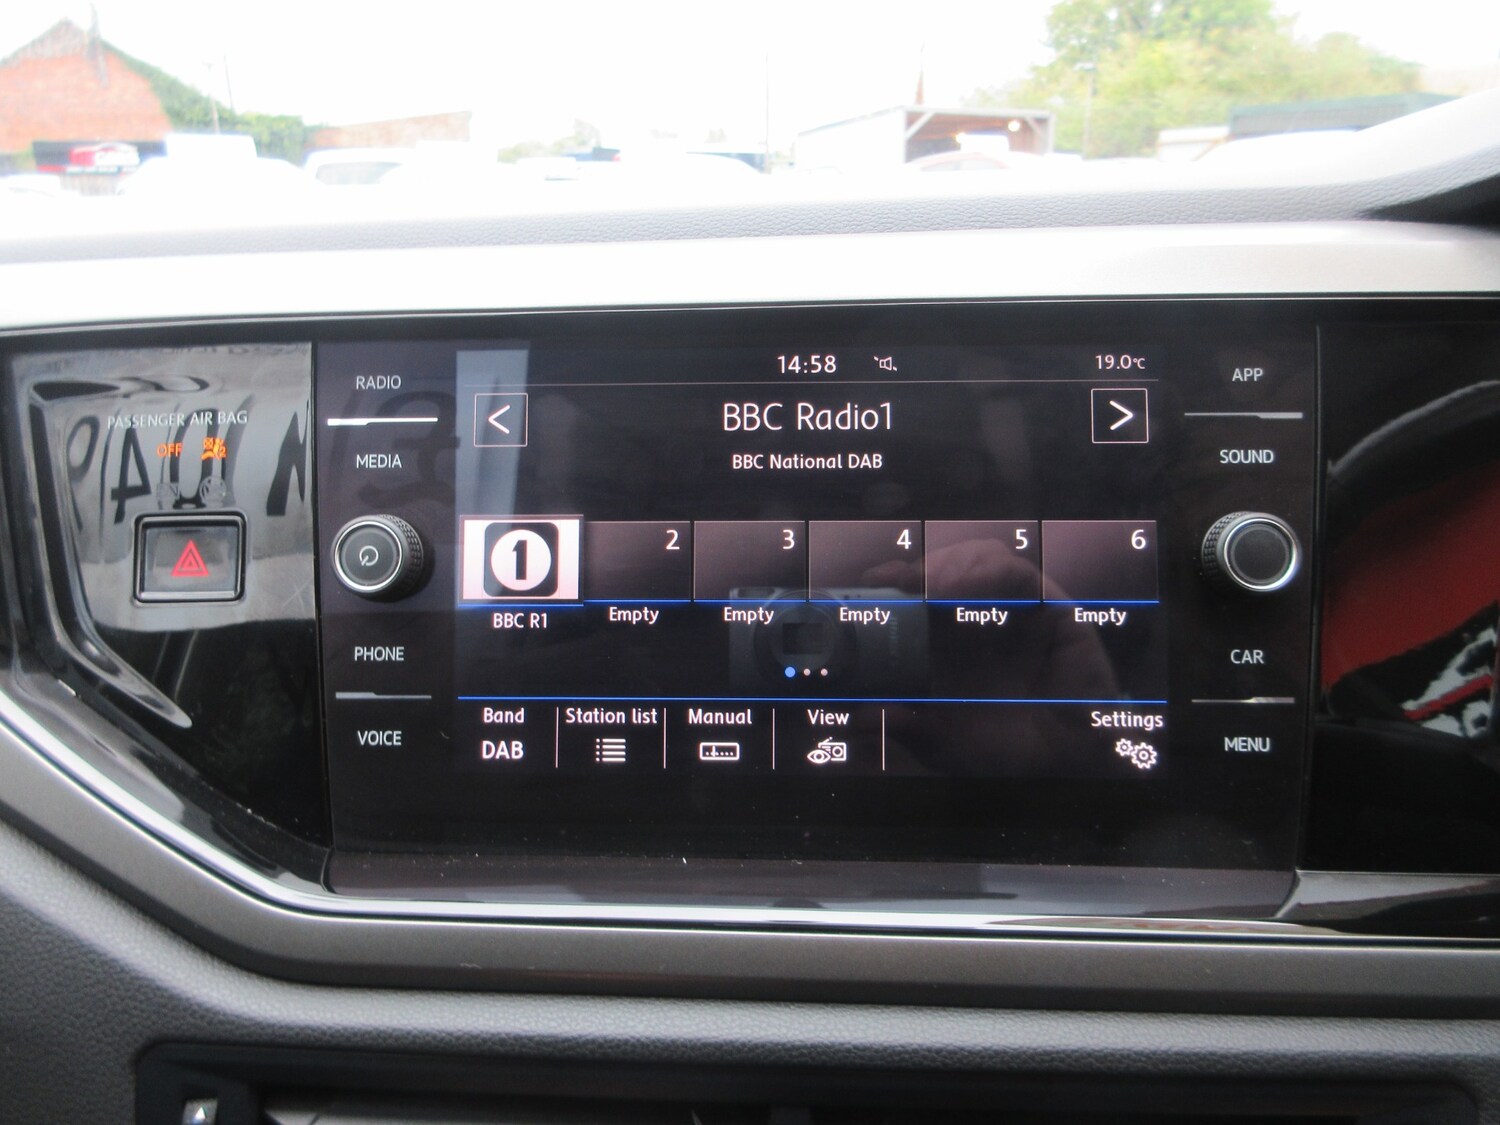 14:58
19.0°C
BBC Radio1
BBC National DAB
<
>
1
2
3
4
5
6
BBC R1
Empty
Empty
Empty
Empty
Empty
Band
DAB
Station list
Manual
View
Settings
RADIO
MEDIA
PHONE
VOICE
APP
SOUND
CAR
MENU
PASSENGER AIR BAG
OFF